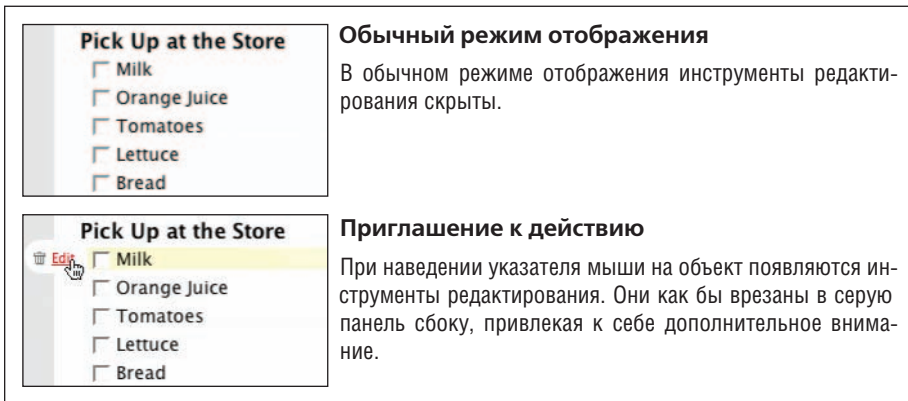 Pick Up at the Store
Milk
Orange Juice
Tomatoes
Lettuce
Bread
Обычный режим отображения
В обычном режиме отображения инструменты редакти-
рования скрыты.
Pick Up at the Store
Edit
Milk
Orange Juice
Tomatoes
Lettuce
Bread
Приглашение к действию
При наведении указателя мыши на объект появляются ин-
струменты редактирования. Они как бы врезаны в серую
панель сбоку, привлекая к себе дополнительное внима-
ние.